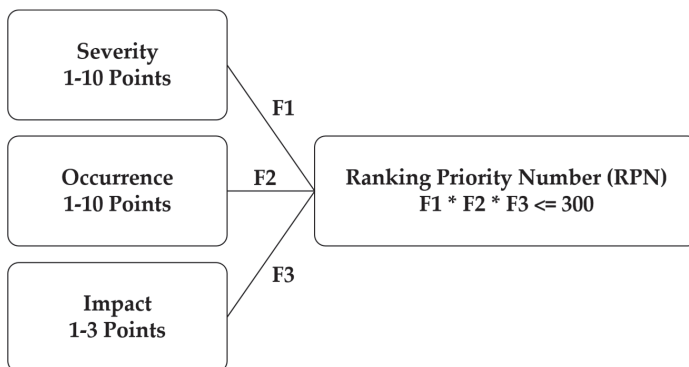 Severity
1-10 Points
F1
Occurrence
1-10 Points
F2
Ranking Priority Number (RPN)
F1 * F2 * F3 <= 300
F3
Impact
1-3 Points